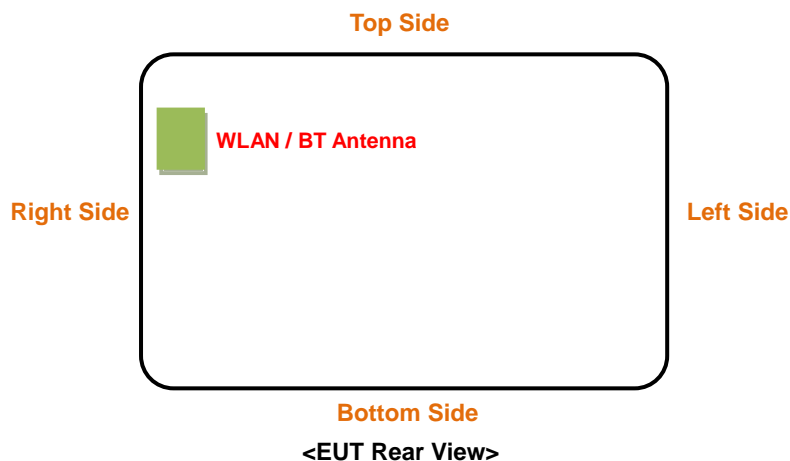 Top Side
WLAN / BT Antenna
Right Side
Left Side
Bottom Side
<EUT Rear View>